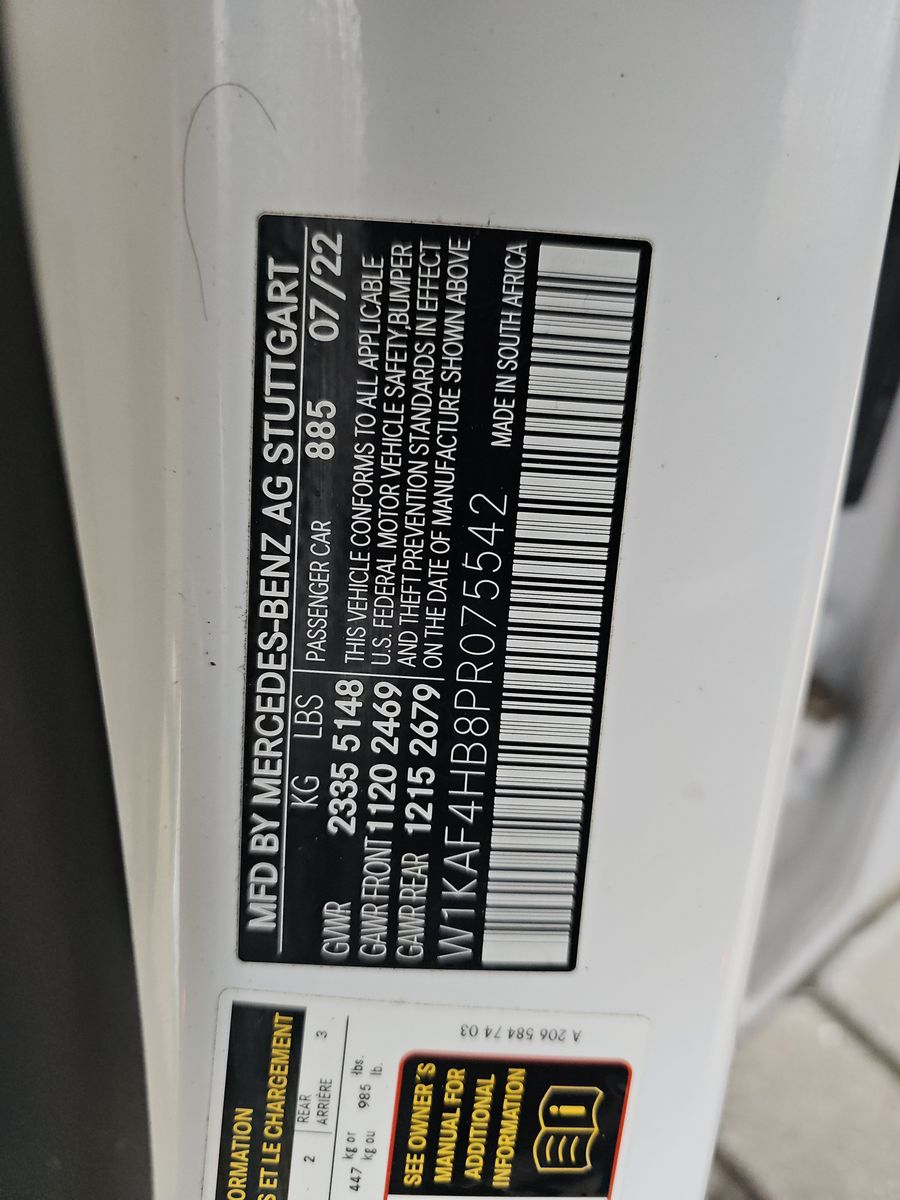 MFD BY MERCEDES-BENZ AG STUTTGART
KG LBS PASSENGER CAR 885 07/22
GVWR 2335 5148 THIS VEHICLE CONFORMS TO ALL APPLICABLE
GAWR FRONT 1120 2469 U.S. FEDERAL MOTOR VEHICLE SAFETY,BUMPER
GAWR REAR 1215 2679 AND THEFT PREVENTION STANDARDS IN EFFECT
ON THE DATE OF MANUFACTURE SHOWN ABOVE
W1KAF4HB8PR075542 MADE IN SOUTH AFRICA
ORMATION
S ET LE CHARGEMENT
2 REAR 3
ARRIÈRE
447 kg or 985 lbs.
kg ou lb.
SEE OWNER'S
MANUAL FOR
ADDITIONAL
INFORMATION
A 206 584 74 03